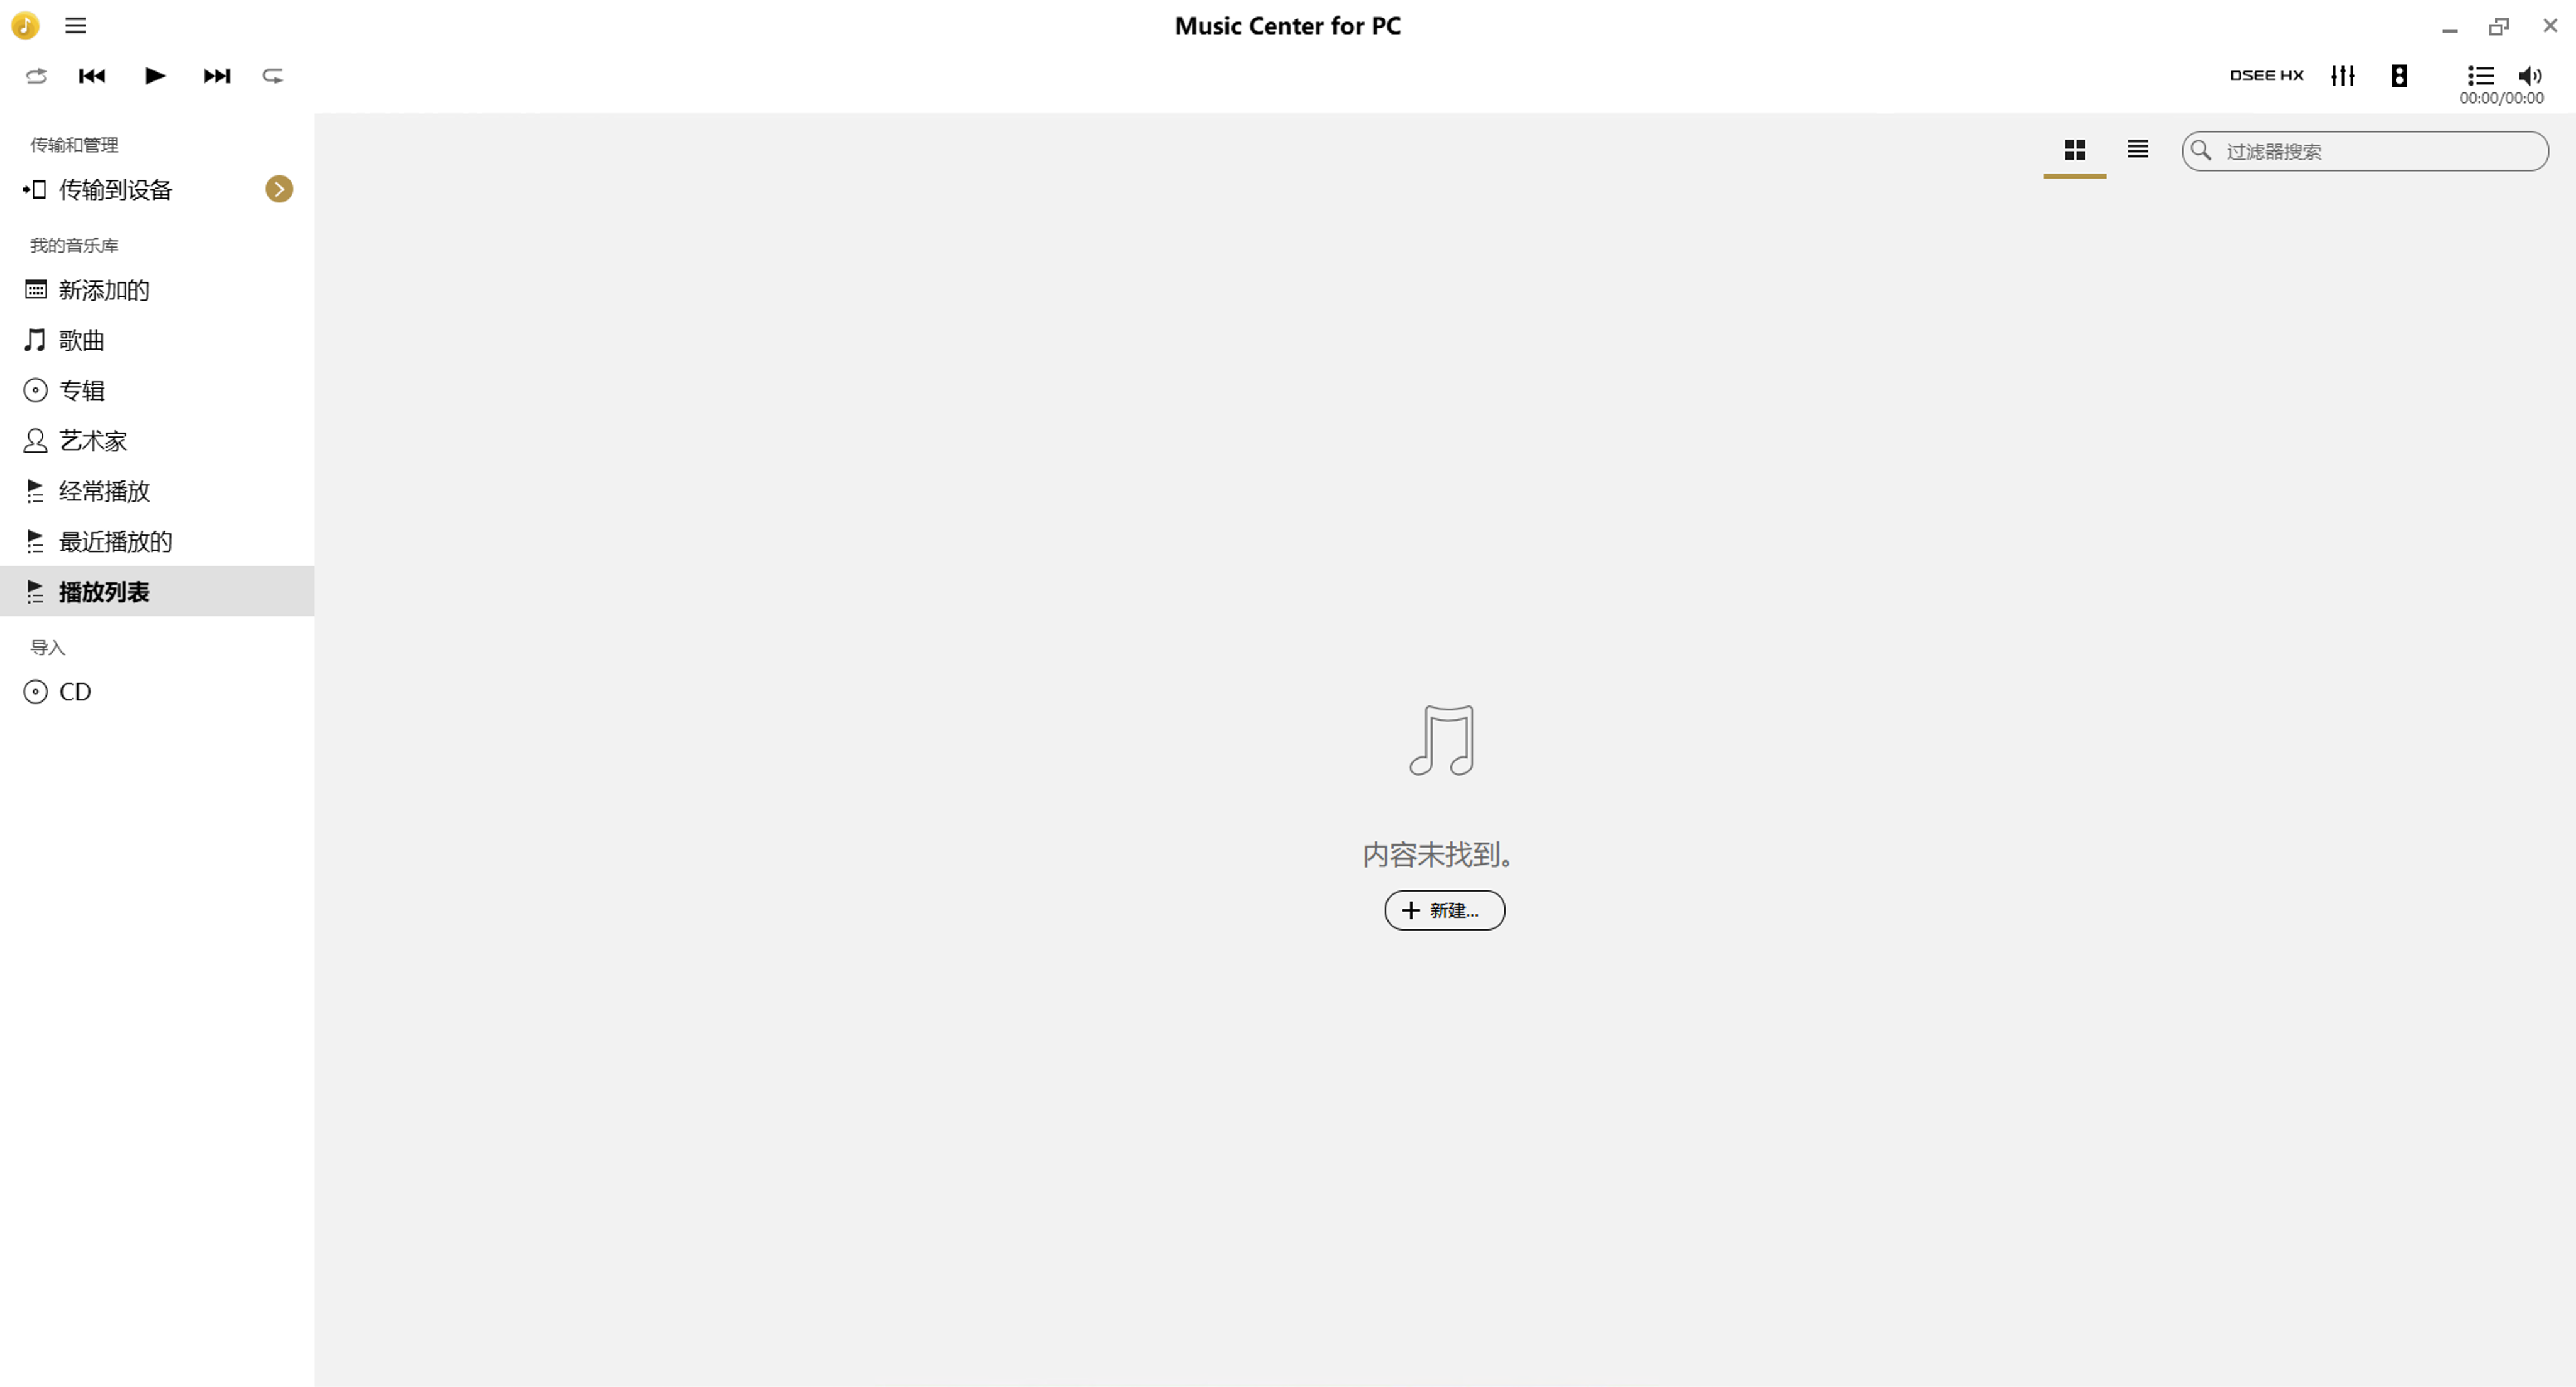 Music Center for PC
DSEE HX
00:00/00:00
传输和管理
传输到设备
过滤器搜索
我的音乐库
新添加的
歌曲
专辑
艺术家
经常播放
最近播放的
播放列表
导入
CD
内容未找到。
新建...